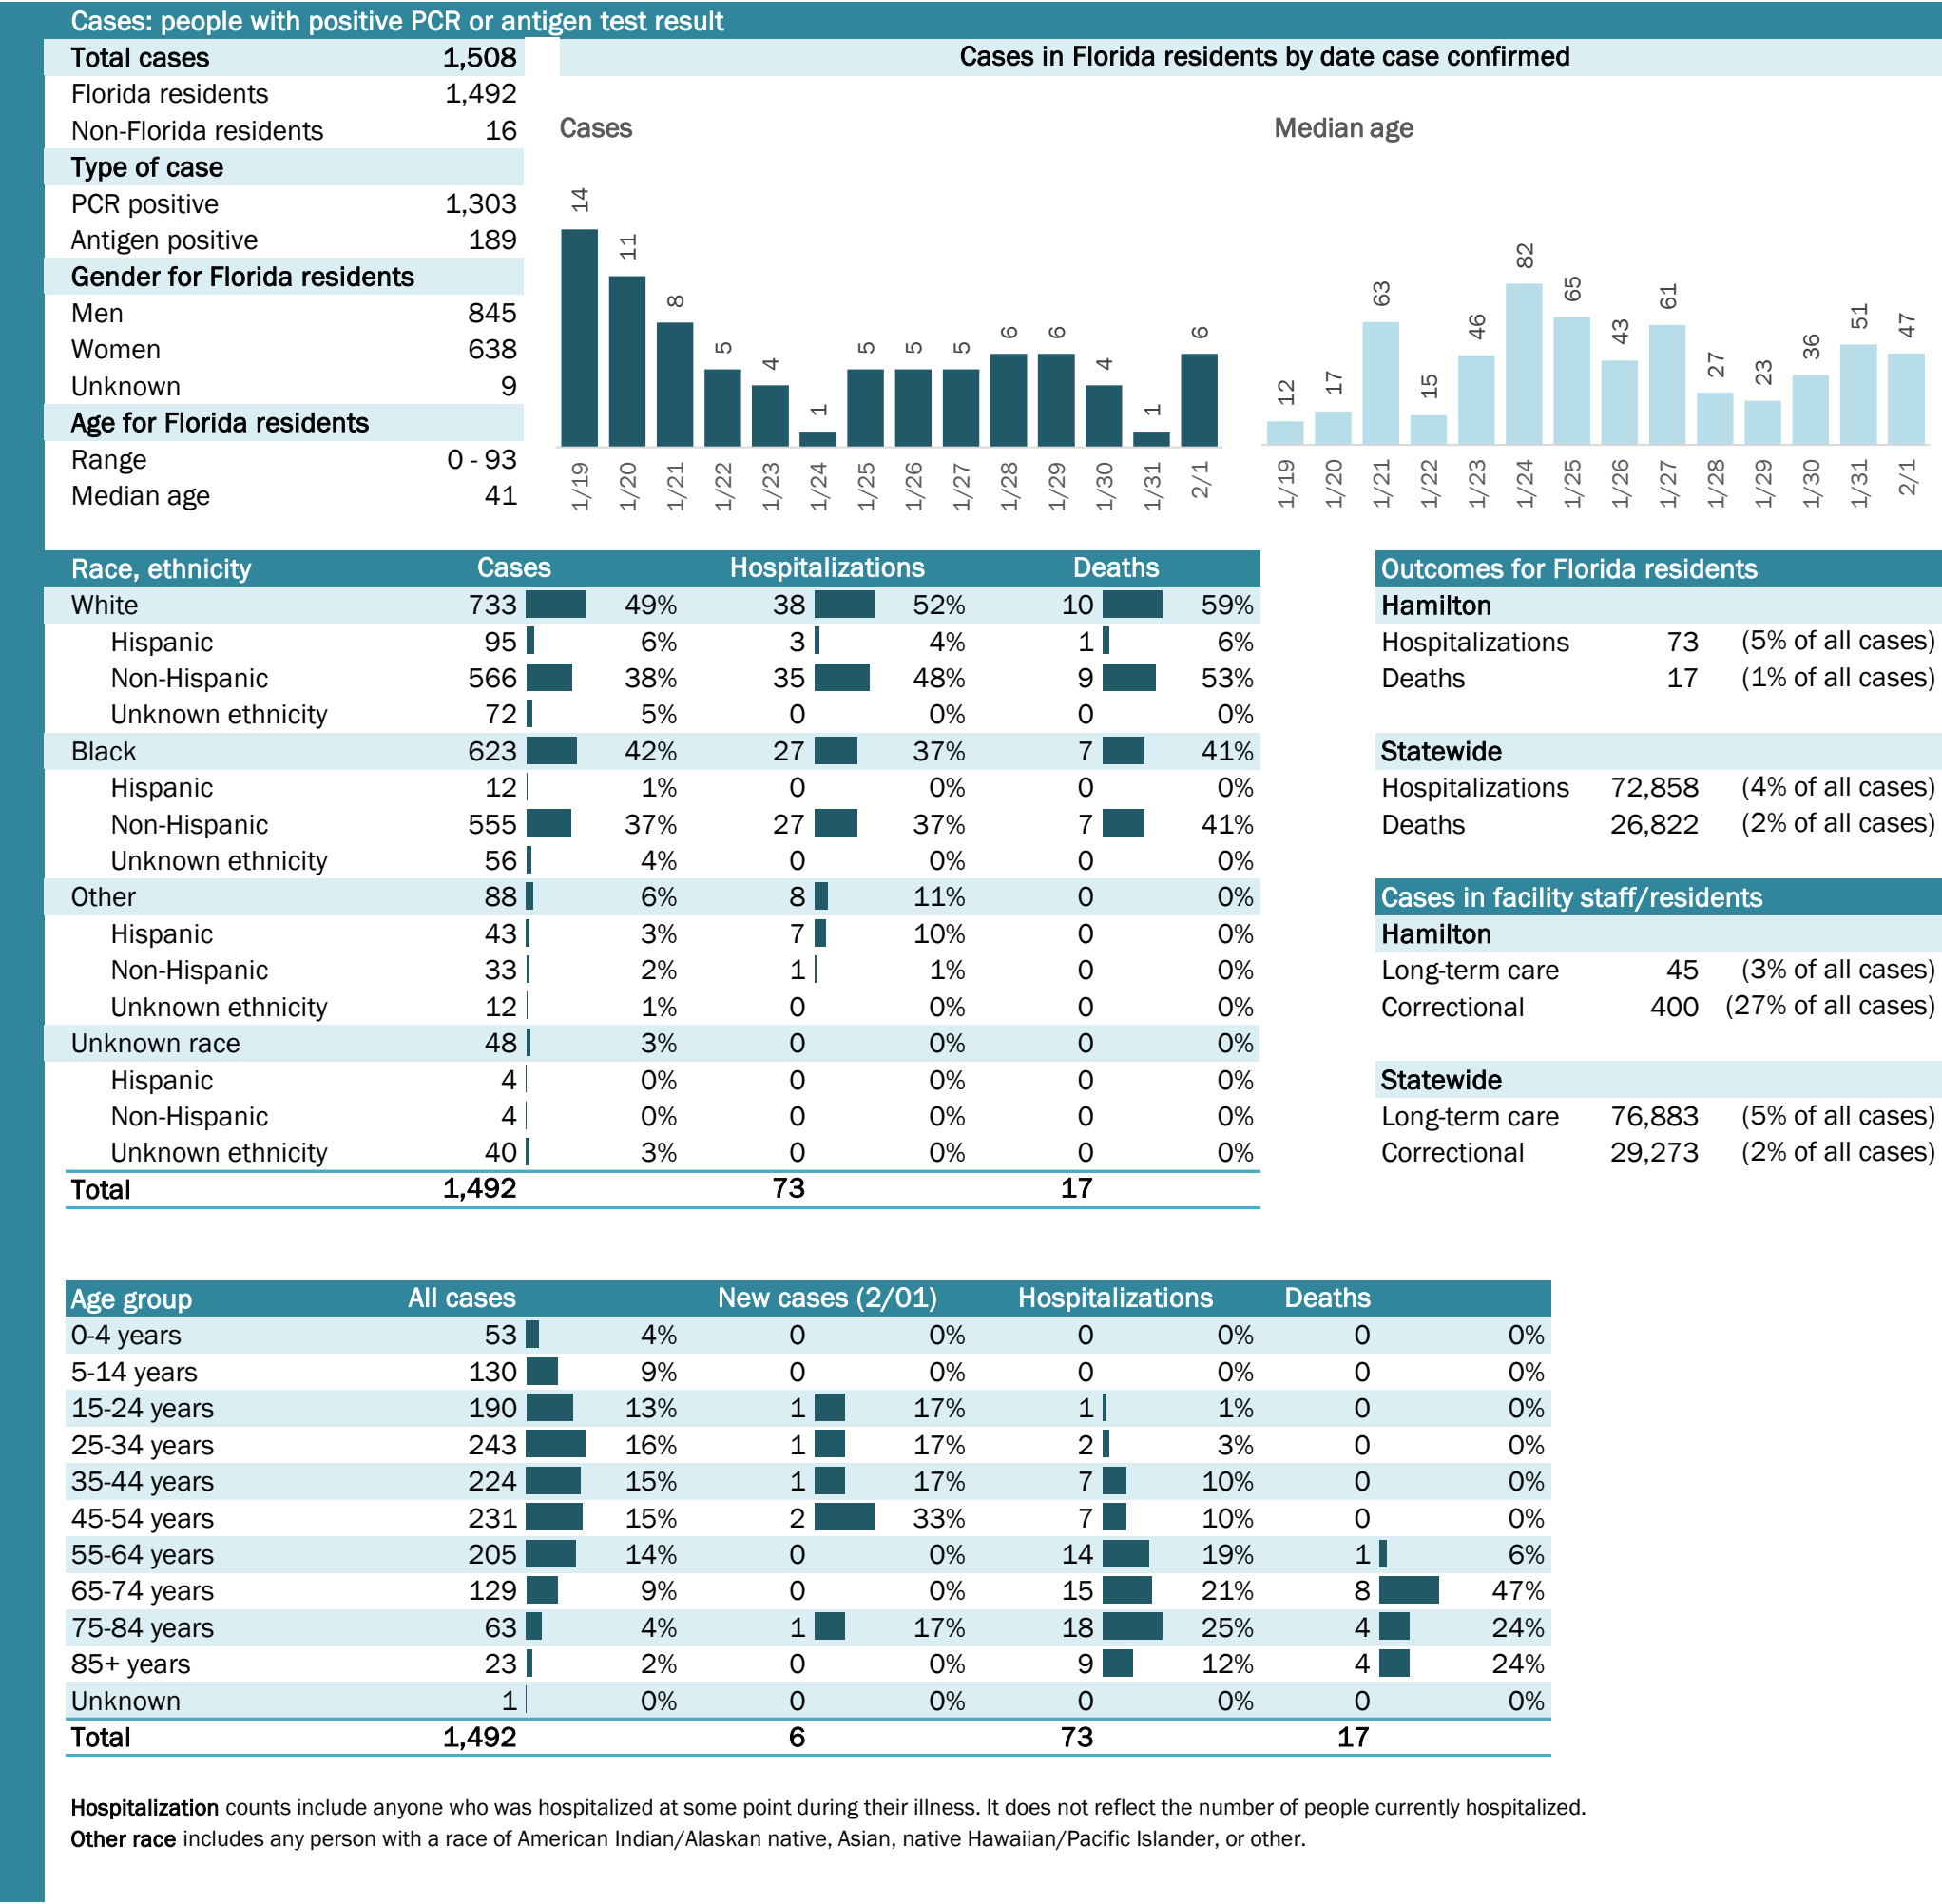 Cases: people with positive PCR or antigen test result
Total cases 1,508
Florida residents 1,492
Non-Florida residents 16
Type of case
PCR positive 1,303
Antigen positive 189
Gender for Florida residents
Men 845
Women 638
Unknown 9
Age for Florida residents
Range 0 - 93
Median age 41
Cases in Florida residents by date case confirmed
Cases
14 11 8 5 4 1 5 5 5 6 6 4 1 6
1/19 1/20 1/21 1/22 1/23 1/24 1/25 1/26 1/27 1/28 1/29 1/30 1/31 2/1
Median age
12 17 63 15 46 82 65 43 61 27 23 36 51 47
1/19 1/20 1/21 1/22 1/23 1/24 1/25 1/26 1/27 1/28 1/29 1/30 1/31 2/1
Race, ethnicity Cases Hospitalizations Deaths
White 733 49% 38 52% 10 59%
Hispanic 95 6% 3 4% 1 6%
Non-Hispanic 566 38% 35 48% 9 53%
Unknown ethnicity 72 5% 0 0% 0 0%
Black 623 42% 27 37% 7 41%
Hispanic 12 1% 0 0% 0 0%
Non-Hispanic 555 37% 27 37% 7 41%
Unknown ethnicity 56 4% 0 0% 0 0%
Other 88 6% 8 11% 0 0%
Hispanic 43 3% 7 10% 0 0%
Non-Hispanic 33 2% 1 1% 0 0%
Unknown ethnicity 12 1% 0 0% 0 0%
Unknown race 48 3% 0 0% 0 0%
Hispanic 4 0% 0 0% 0 0%
Non-Hispanic 4 0% 0 0% 0 0%
Unknown ethnicity 40 3% 0 0% 0 0%
Total 1,492 73 17
Outcomes for Florida residents
Hamilton
Hospitalizations 73 (5% of all cases)
Deaths 17 (1% of all cases)
Statewide
Hospitalizations 72,858 (4% of all cases)
Deaths 26,822 (2% of all cases)
Cases in facility staff/residents
Hamilton
Long-term care 45 (3% of all cases)
Correctional 400 (27% of all cases)
Statewide
Long-term care 76,883 (5% of all cases)
Correctional 29,273 (2% of all cases)
Age group All cases New cases (2/01) Hospitalizations Deaths
0-4 years 53 4% 0 0% 0 0% 0 0%
5-14 years 130 9% 0 0% 0 0% 0 0%
15-24 years 190 13% 1 17% 1 1% 0 0%
25-34 years 243 16% 1 17% 2 3% 0 0%
35-44 years 224 15% 1 17% 7 10% 0 0%
45-54 years 231 15% 2 33% 7 10% 0 0%
55-64 years 205 14% 0 0% 14 19% 1 6%
65-74 years 129 9% 0 0% 15 21% 8 47%
75-84 years 63 4% 1 17% 18 25% 4 24%
85+ years 23 2% 0 0% 9 12% 4 24%
Unknown 1 0% 0 0% 0 0% 0 0%
Total 1,492 6 73 17
Hospitalization counts include anyone who was hospitalized at some point during their illness. It does not reflect the number of people currently hospitalized.
Other race includes any person with a race of American Indian/Alaskan native, Asian, native Hawaiian/Pacific Islander, or other.